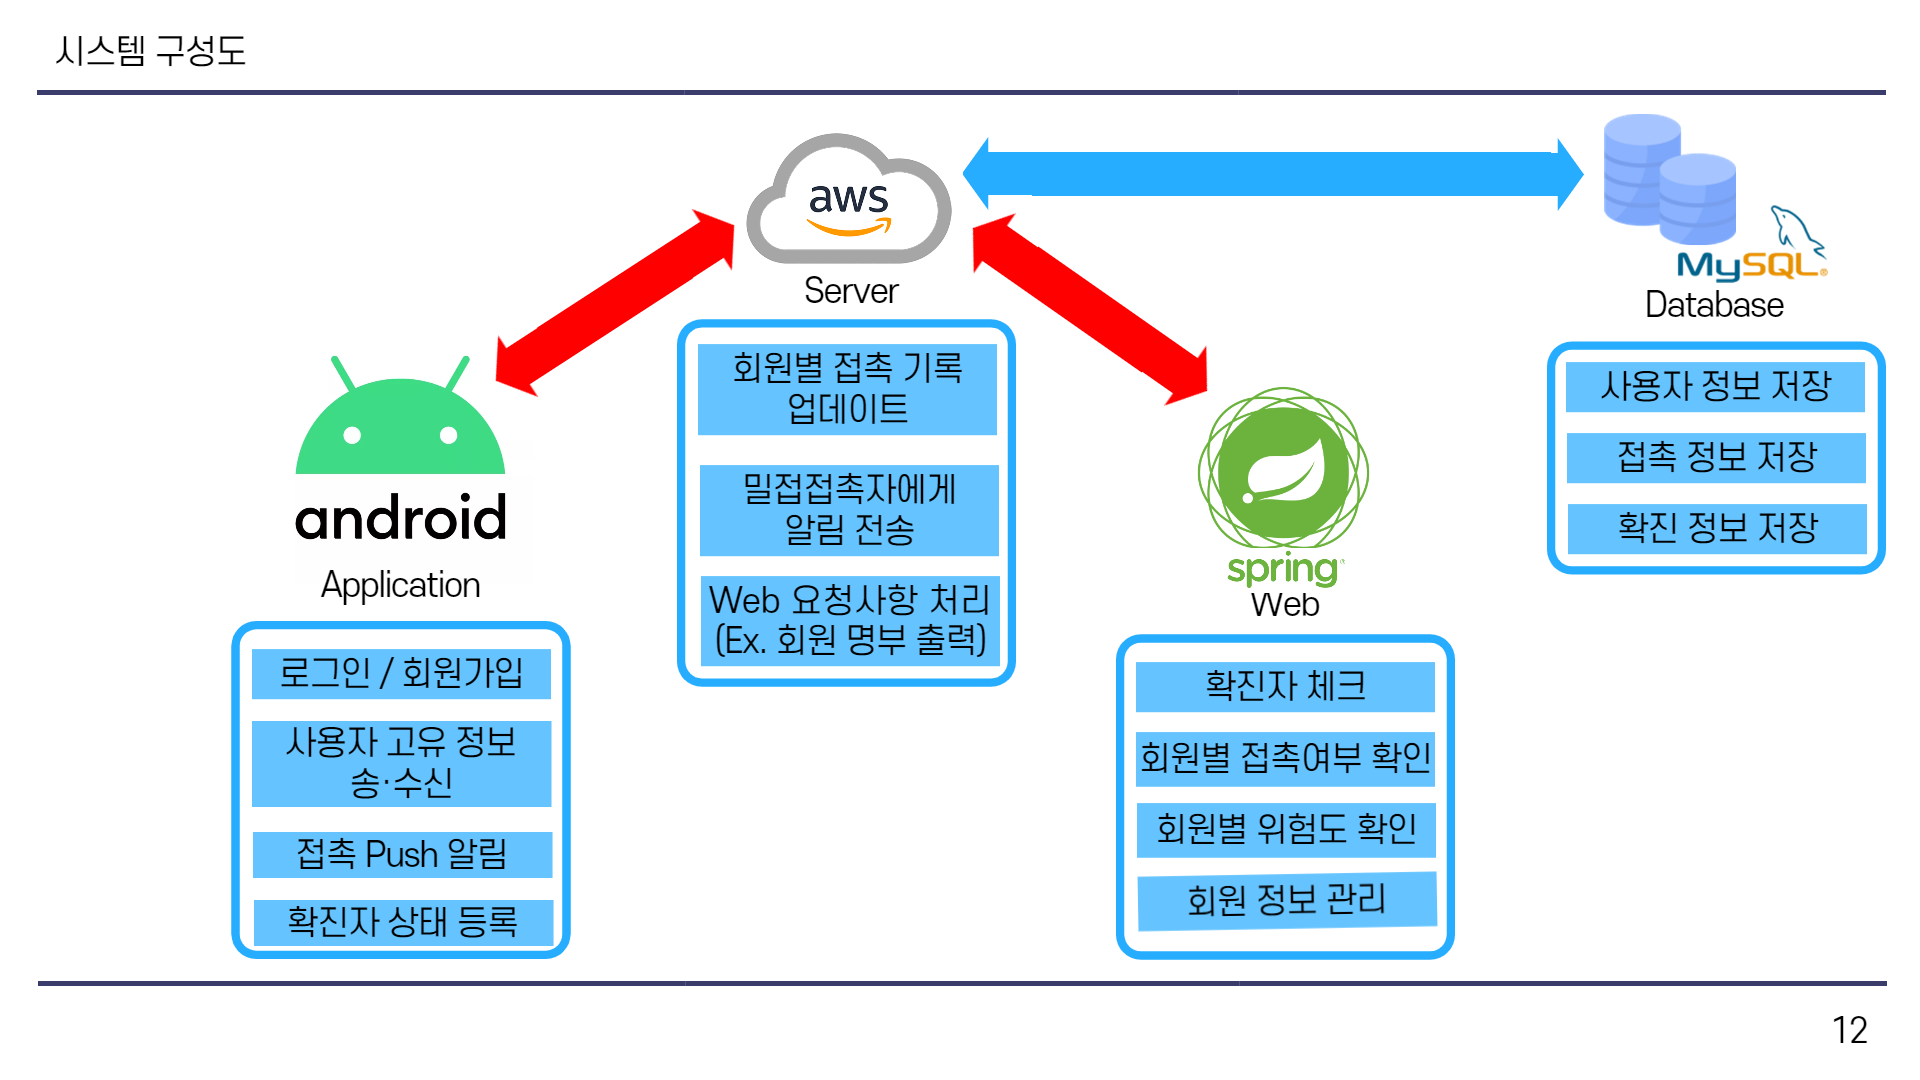 시스템 구성도
aws
Server
회원별 접촉 기록
업데이트
밀접접촉자에게
알림 전송
Web 요청사항 처리
(Ex. 회원 명부 출력)
MySQL®
Database
사용자 정보 저장
접촉 정보 저장
확진 정보 저장
android
Application
로그인 / 회원가입
사용자 고유 정보
송·수신
접촉 Push 알림
확진자 상태 등록
spring
Web
확진자 체크
회원별 접촉여부 확인
회원별 위험도 확인
회원 정보 관리
12